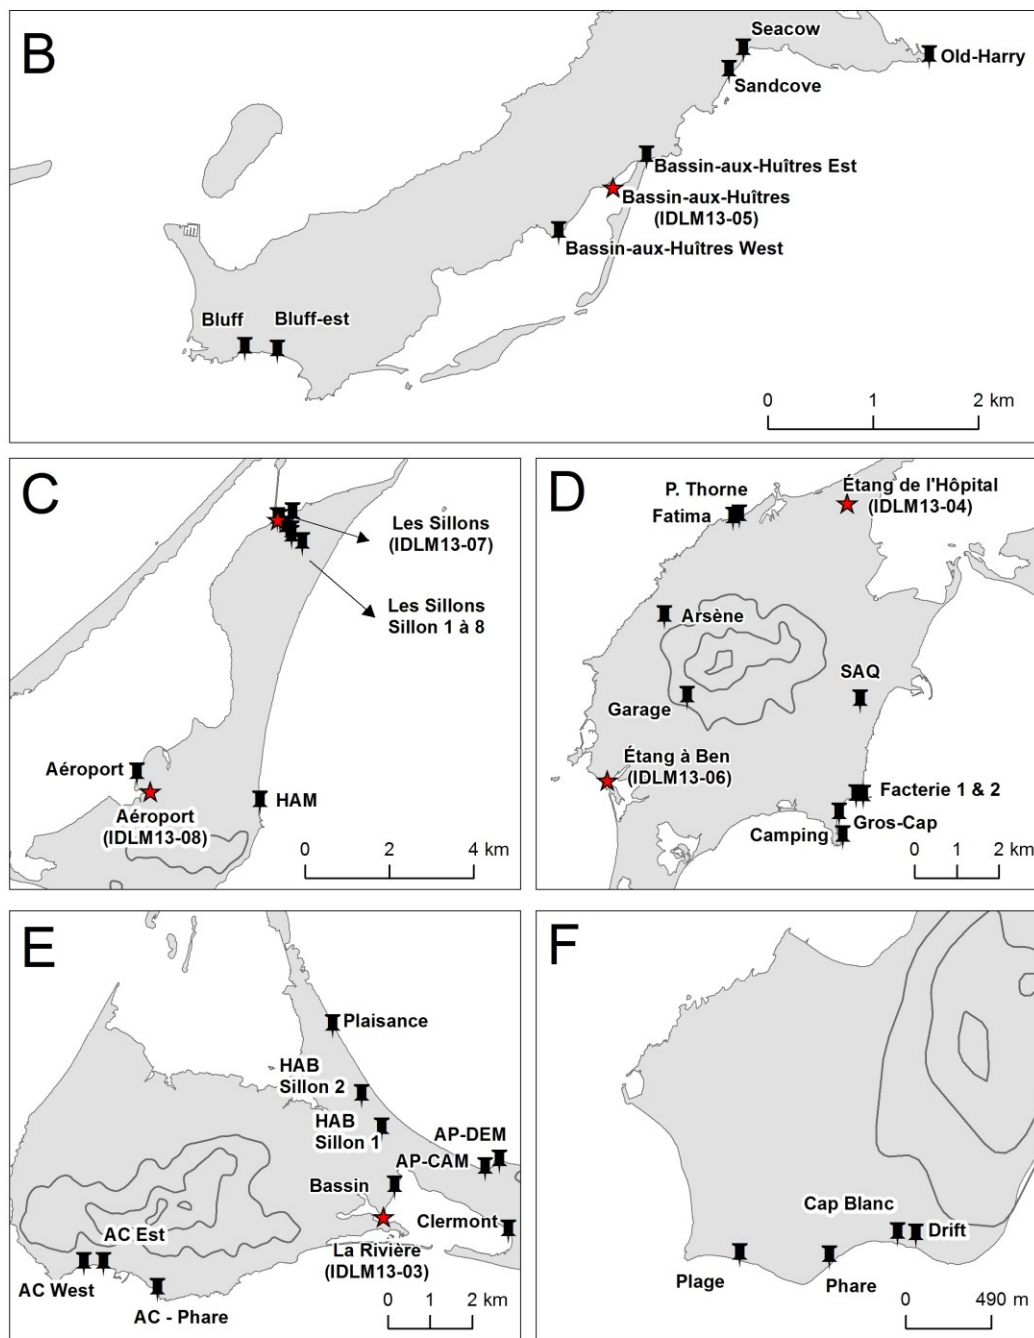 B
Seacow
Old-Harry
Sandcove
Bassin-aux-Huîtres Est
Bassin-aux-Huîtres
(IDLM13-05)
Bassin-aux-Huîtres West
Bluff
Bluff-est
0 1 2 km
C
Les Sillons
(IDLM13-07)
Les Sillons
Sillon 1 à 8
Aéroport
HAM
Aéroport
(IDLM13-08)
0 2 4 km
D
Étang de l'Hôpital
(IDLM13-04)
P. Thorne
Fatima
Arsène
SAQ
Garage
Étang à Ben
(IDLM13-06)
Facterie 1 & 2
Gros-Cap
Camping
0 1 2 km
E
Plaisance
HAB
Sillon 2
HAB
Sillon 1
AP-DEM
AP-CAM
Bassin
Clermont
La Rivière
(IDLM13-03)
AC Est
AC West
AC - Phare
0 1 2 km
F
Cap Blanc
Drift
Plage
Phare
0 490 m